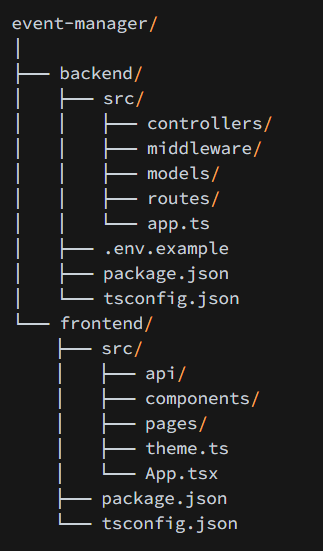 event-manager/
│
├── backend/
│   ├── src/
│   │   ├── controllers/
│   │   ├── middleware/
│   │   ├── models/
│   │   ├── routes/
│   │   └── app.ts
│   ├── .env.example
│   ├── package.json
│   └── tsconfig.json
└── frontend/
    ├── src/
    │   ├── api/
    │   ├── components/
    │   ├── pages/
    │   ├── theme.ts
    │   └── App.tsx
    ├── package.json
    └── tsconfig.json